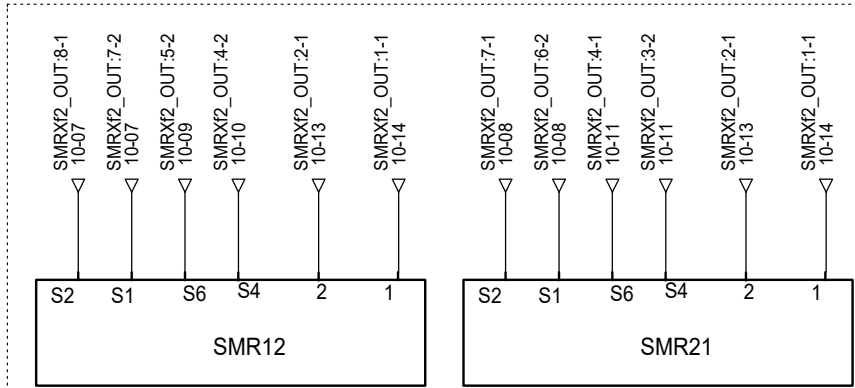 SMRXf2_OUT:8-1
10-07
SMRXf2_OUT:7-2
10-07
SMRXf2_OUT:5-2
10-09
SMRXf2_OUT:4-2
10-10
SMRXf2_OUT:2-1
10-13
SMRXf2_OUT:1-1
10-14
SMRXf2_OUT:7-1
10-08
SMRXf2_OUT:6-2
10-08
SMRXf2_OUT:4-1
10-11
SMRXf2_OUT:3-2
10-11
SMRXf2_OUT:2-1
10-13
SMRXf2_OUT:1-1
10-14
S2 S1 S6 S4 2 1
SMR12
S2 S1 S6 S4 2 1
SMR21